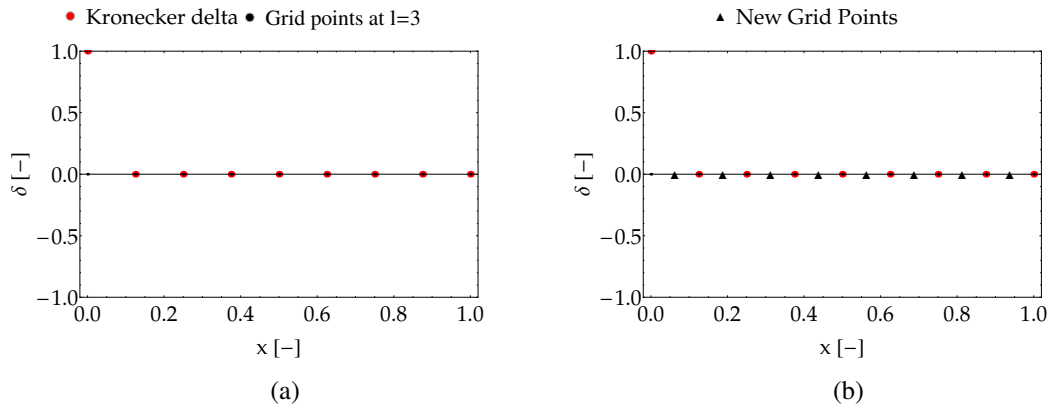 Kronecker delta Grid points at l=3
New Grid Points
1.0
0.5
0.0
−0.5
−1.0
δ [−]
0.0 0.2 0.4 0.6 0.8 1.0
x [−]
(a)
1.0
0.5
0.0
−0.5
−1.0
δ [−]
0.0 0.2 0.4 0.6 0.8 1.0
x [−]
(b)